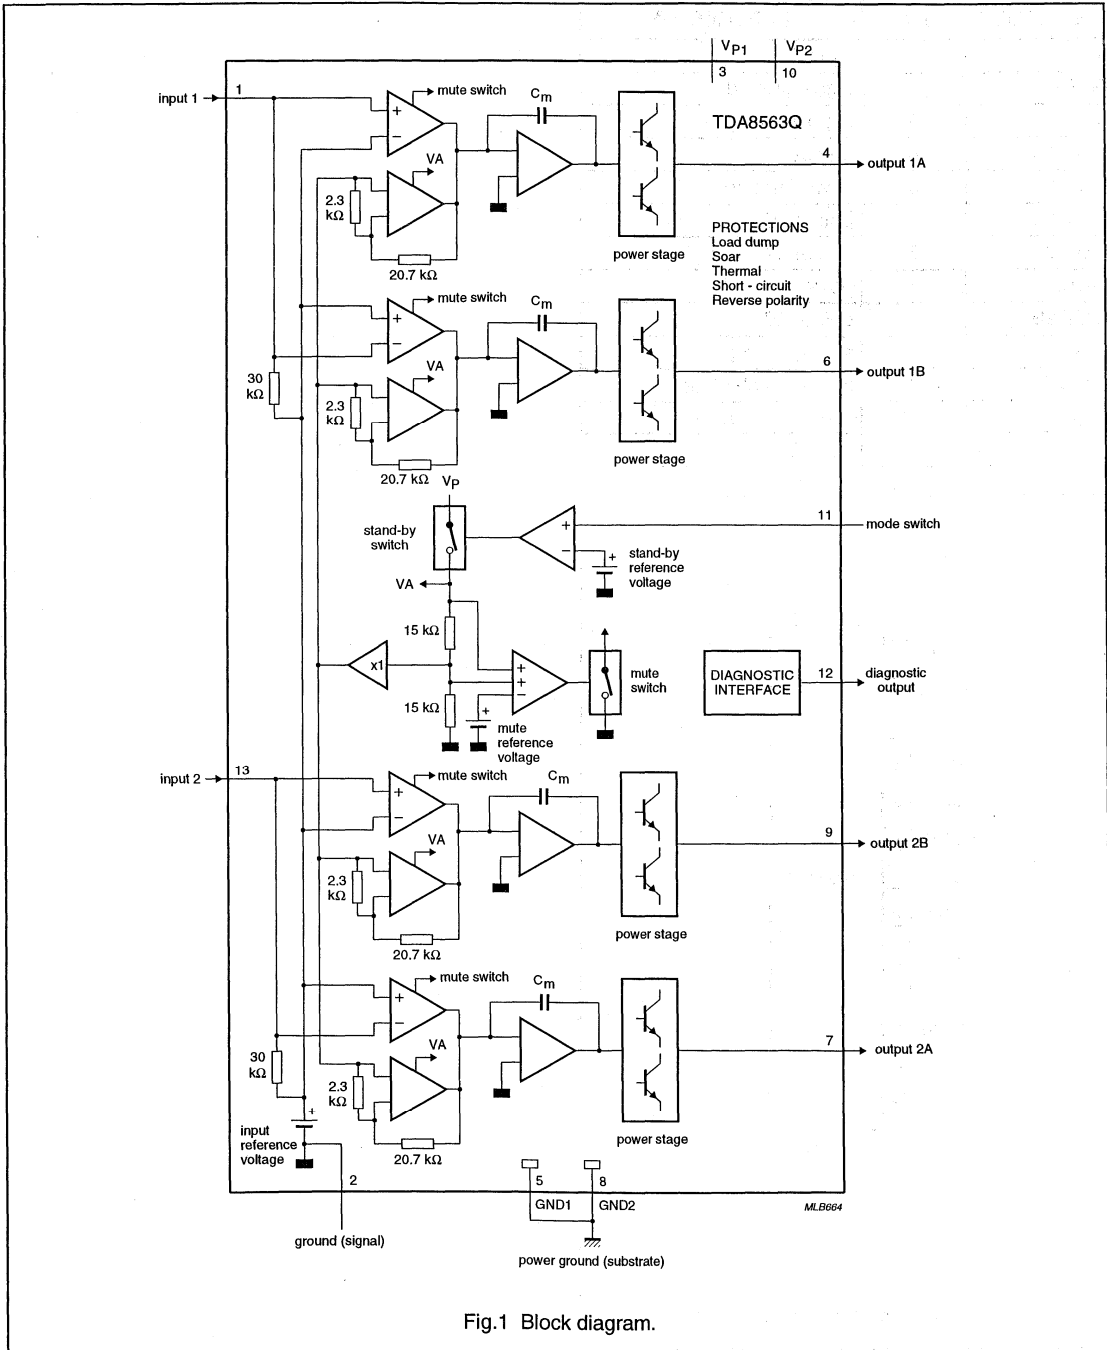 VP1
VP2
3
10
input 1
1
mute switch
Cm
TDA8563Q
+
−
VA
4
output 1A
2.3
kΩ
20.7 kΩ
power stage
PROTECTIONS
Load dump
Soar
Thermal
Short - circuit
Reverse polarity
mute switch
Cm
+
−
VA
6
output 1B
30
kΩ
2.3
kΩ
20.7 kΩ
power stage
VP
stand-by
switch
+
−
11
mode switch
+
stand-by
reference
voltage
VA
15 kΩ
x1
+
+
−
mute
switch
DIAGNOSTIC
INTERFACE
12
diagnostic
output
15 kΩ
+
mute
reference
voltage
input 2
13
mute switch
Cm
+
−
VA
9
output 2B
2.3
kΩ
20.7 kΩ
power stage
mute switch
Cm
+
−
VA
7
output 2A
30
kΩ
2.3
kΩ
20.7 kΩ
power stage
+
input
reference
voltage
2
5
8
GND1
GND2
MLB664
ground (signal)
power ground (substrate)
Fig.1 Block diagram.